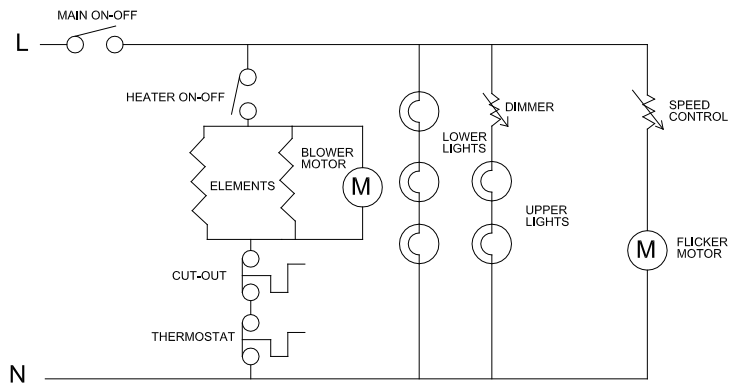 MAIN ON-OFF
L
HEATER ON-OFF
DIMMER
SPEED
CONTROL
LOWER
LIGHTS
BLOWER
MOTOR
ELEMENTS
M
UPPER
LIGHTS
M
FLICKER
MOTOR
CUT-OUT
THERMOSTAT
N